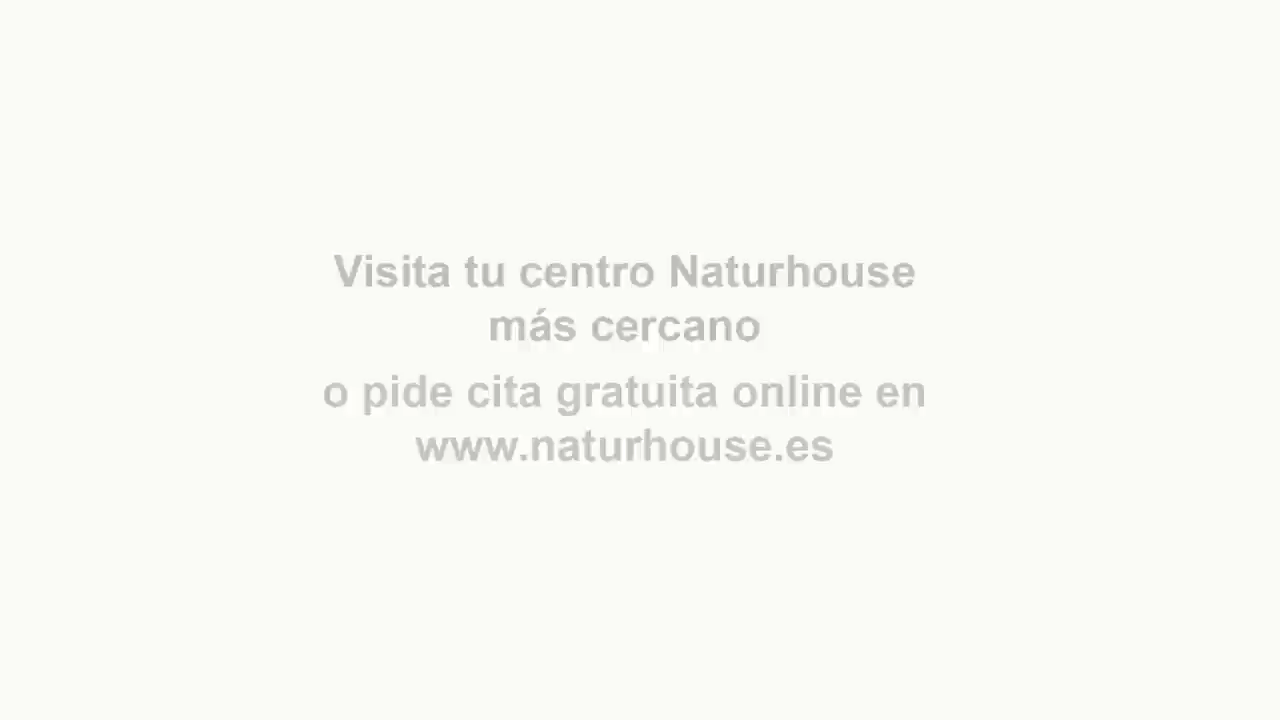 Visita tu centro Naturhouse
más cercano
o pide cita gratuita online en
www.naturhouse.es